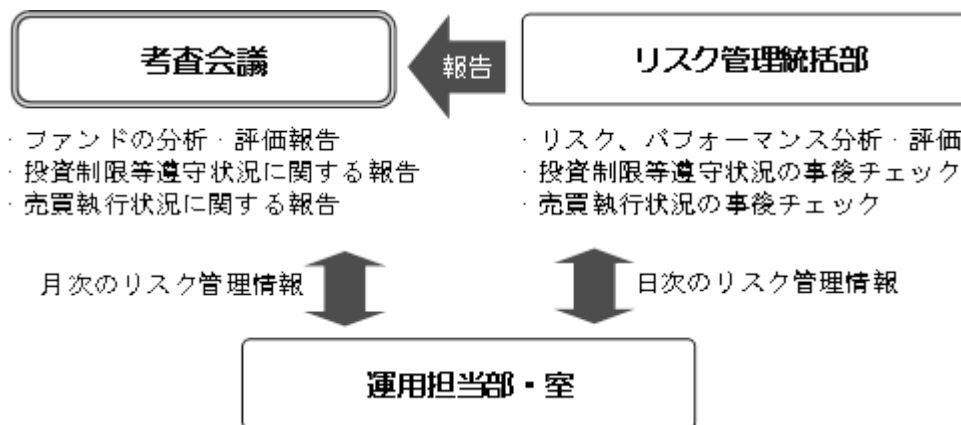 考査会議
報告
リスク管理統括部
・ファンドの分析・評価報告
・投資制限等遵守状況に関する報告
・売買執行状況に関する報告
・リスク、パフォーマンス分析・評価
・投資制限等遵守状況の事後チェック
・売買執行状況の事後チェック
月次のリスク管理情報
日次のリスク管理情報
運用担当部・室